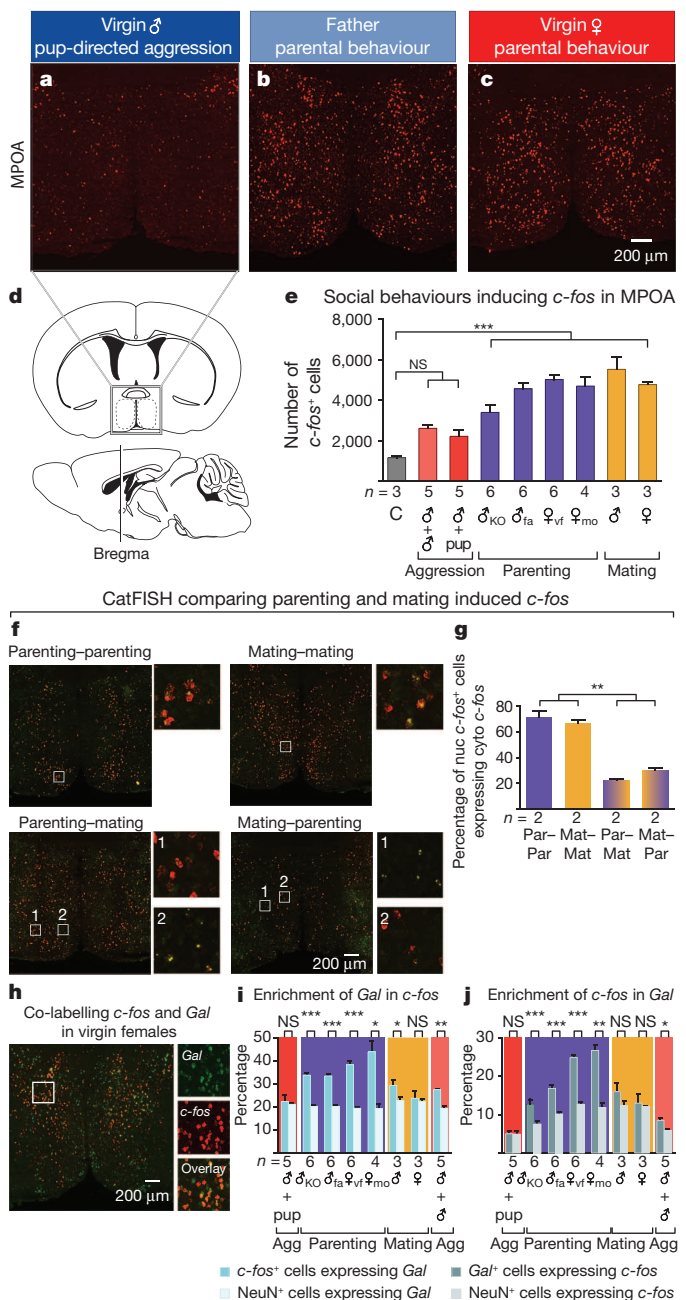 Virgin ♂
pup-directed aggression
Father
parental behaviour
Virgin ♀
parental behaviour
a
b
c
MPOA
200 µm
d
Bregma
e Social behaviours inducing c-fos in MPOA
Number of
c-fos+ cells
8,000
6,000
4,000
2,000
***
NS
n = 3 5 5 6 6 6 4 3 3
C ♂ + ♂ ♂ + pup ♂KO ♂fa ♀vf ♀mo ♂ ♀
Aggression Parenting Mating
CatFISH comparing parenting and mating induced c-fos
f
Parenting–parenting
Mating–mating
Parenting–mating
1
2
1
2
Mating–parenting
1
2
1
2
200 µm
g
Percentage of nuc c-fos+ cells
expressing cyto c-fos
80
60
40
20
**
n = 2 2 2 2
Par–Par Mat–Mat Par–Mat Mat–Par
h Co-labelling c-fos and Gal
in virgin females
Gal
c-fos
Overlay
200 µm
i Enrichment of Gal in c-fos
NS *** *** *** * * NS **
Percentage
50
40
30
20
10
n = 5 6 6 6 4 3 3 5
♂ + pup ♂KO ♂fa ♀vf ♀mo ♂ ♀ ♂ + ♂
Agg Parenting Mating Agg
j Enrichment of c-fos in Gal
NS *** *** *** ** NS NS *
Percentage
30
20
10
5 6 6 6 4 3 3 5
♂ + pup ♂KO ♂fa ♀vf ♀mo ♂ ♀ ♂ + ♂
Agg Parenting Mating Agg
c-fos+ cells expressing Gal
NeuN+ cells expressing Gal
Gal+ cells expressing c-fos
NeuN+ cells expressing c-fos